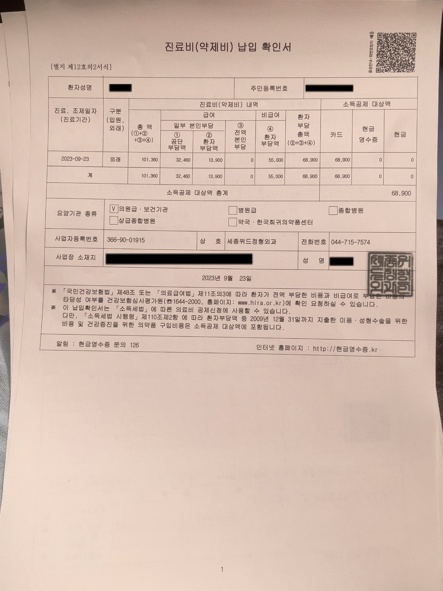 진료비(약제비) 납입 확인서
[별지 제12호의2서식]
환자성명 주민등록번호
진료, 조제일자 (진료기간) 구분 (입원, 외래) 진료비(약제비) 내역 소득공제 대상액
총 액 (①+②+③+④) 급여 비급여 환자 부담 총액 (②+③+④) 카드 현금 영수증 현금
일부 본인부담 ③ 전액 본인 부담 ④ 환자 부담액
① 공단 부담액 ② 환자 부담액
2023-09-23 외래 101,360 32,460 13,900 0 55,000 68,900 68,900 0 0
계 101,360 32,460 13,900 0 55,000 68,900 68,900 0 0
소득공제 대상액 총계 68,900
요양기관 종류 [V]의원급·보건기관 병원급 종합병원
상급종합병원 약국·한국희귀의약품센터
사업자등록번호 366-90-01915 상 호 세종위드정형외과 전화번호 044-715-7574
사업장 소재지 성 명
2023년 9월 23일
※ 「국민건강보험법」제48조 또는 「의료급여법」제11조의3에 따라 환자가 전액 부담한 비용과 비급여로
타당성 여부를 건강보험심사평가원(☎1644-2000, 홈페이지: www.hira.or.kr)에 확인 요청하실 수 있습니다.
※ 이 납입확인서는 「소득세법」에 따른 의료비 공제신청에 사용할 수 있습니다.
다만, 「소득세법 시행령」제110조제2항 에 따라 환자부담액 중 2009년 12월 31일까지 지출한 미용·성형수술을 위한
비용 및 건강증진을 위한 의약품 구입비용은 소득공제 대상액에 포함됩니다.
알림 : 현금영수증 문의 126 인터넷 홈페이지 : http://현금영수증.kr
1